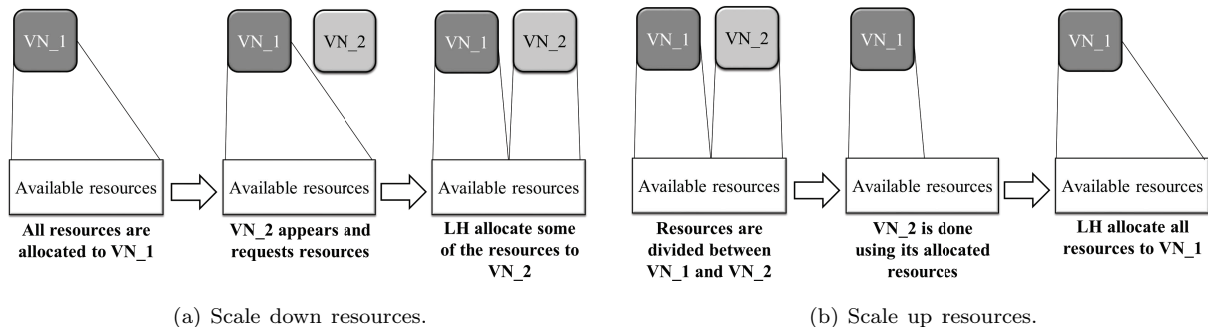 VN_1
Available resources
All resources are
allocated to VN_1
VN_1
VN_2
Available resources
VN_2 appears and
requests resources
VN_1
VN_2
Available resources
LH allocate some
of the resources to
VN_2
(a) Scale down resources.
VN_1
VN_2
Available resources
Resources are
divided between
VN_1 and VN_2
VN_1
Available resources
VN_2 is done
using its allocated
resources
VN_1
Available resources
LH allocate all
resources to VN_1
(b) Scale up resources.